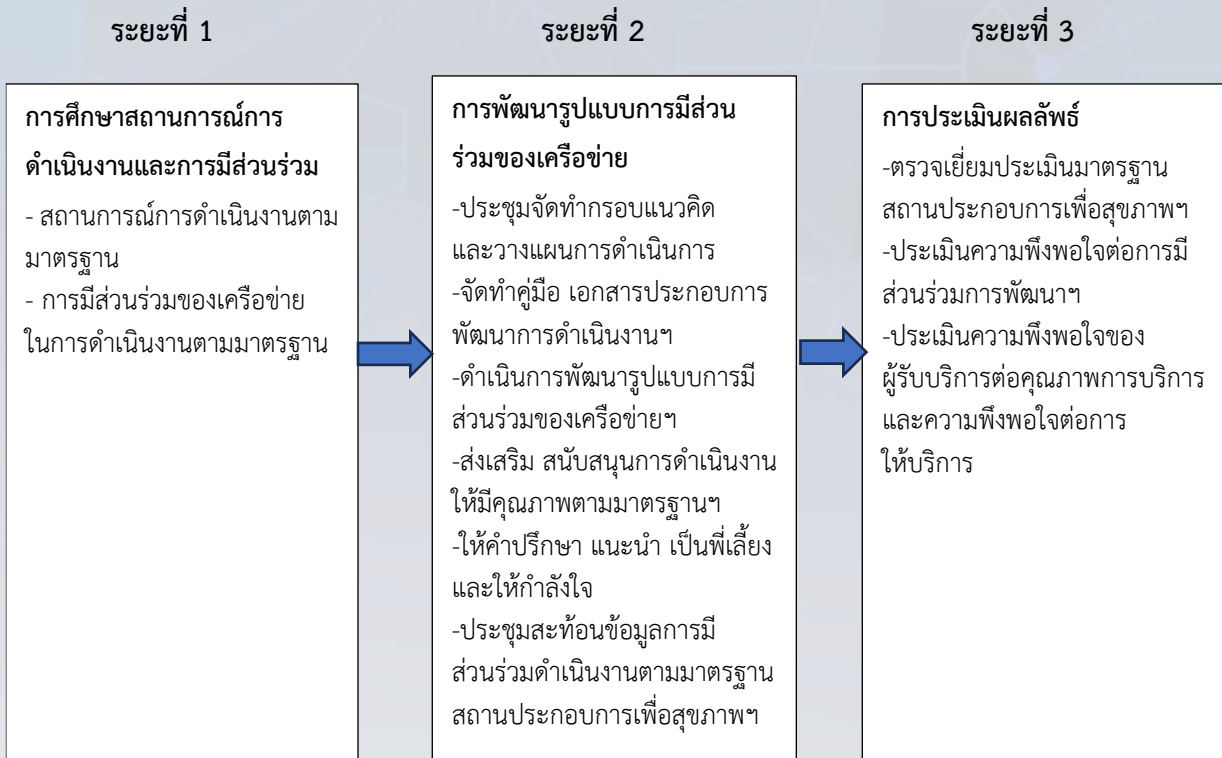 ระยะที่ 1
ระยะที่ 2
ระยะที่ 3
การศึกษาสถานการณ์การ
ดำเนินงานและการมีส่วนร่วม
- สถานการณ์การดำเนินงานตาม
มาตรฐาน
- การมีส่วนร่วมของเครือข่าย
ในการดำเนินงานตามมาตรฐาน
การพัฒนารูปแบบการมีส่วน
ร่วมของเครือข่าย
-ประชุมจัดทำกรอบแนวคิด
และวางแผนการดำเนินการ
-จัดทำคู่มือ เอกสารประกอบการ
พัฒนาการดำเนินงานฯ
-ดำเนินการพัฒนารูปแบบการมี
ส่วนร่วมของเครือข่ายฯ
-ส่งเสริม สนับสนุนการดำเนินงาน
ให้มีคุณภาพตามมาตรฐานฯ
-ให้คำปรึกษา แนะนำ เป็นพี่เลี้ยง
และให้กำลังใจ
-ประชุมสะท้อนข้อมูลการมี
ส่วนร่วมดำเนินงานตามมาตรฐาน
สถานประกอบการเพื่อสุขภาพฯ
การประเมินผลลัพธ์
-ตรวจเยี่ยมประเมินมาตรฐาน
สถานประกอบการเพื่อสุขภาพฯ
-ประเมินความพึงพอใจต่อการมี
ส่วนร่วมการพัฒนาฯ
-ประเมินความพึงพอใจของ
ผู้รับบริการต่อคุณภาพการบริการ
และความพึงพอใจต่อการ
ให้บริการ